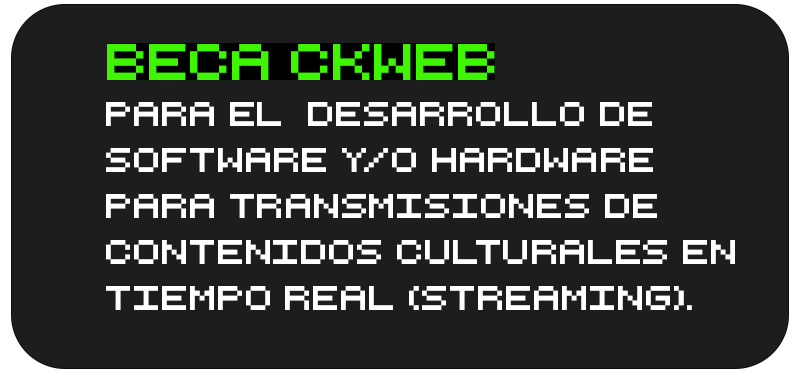 BECA CKWEB
PARA EL DESARROLLO DE
SOFTWARE Y/O HARDWARE
PARA TRANSMISIONES DE
CONTENIDOS CULTURALES EN
TIEMPO REAL (STREAMING).